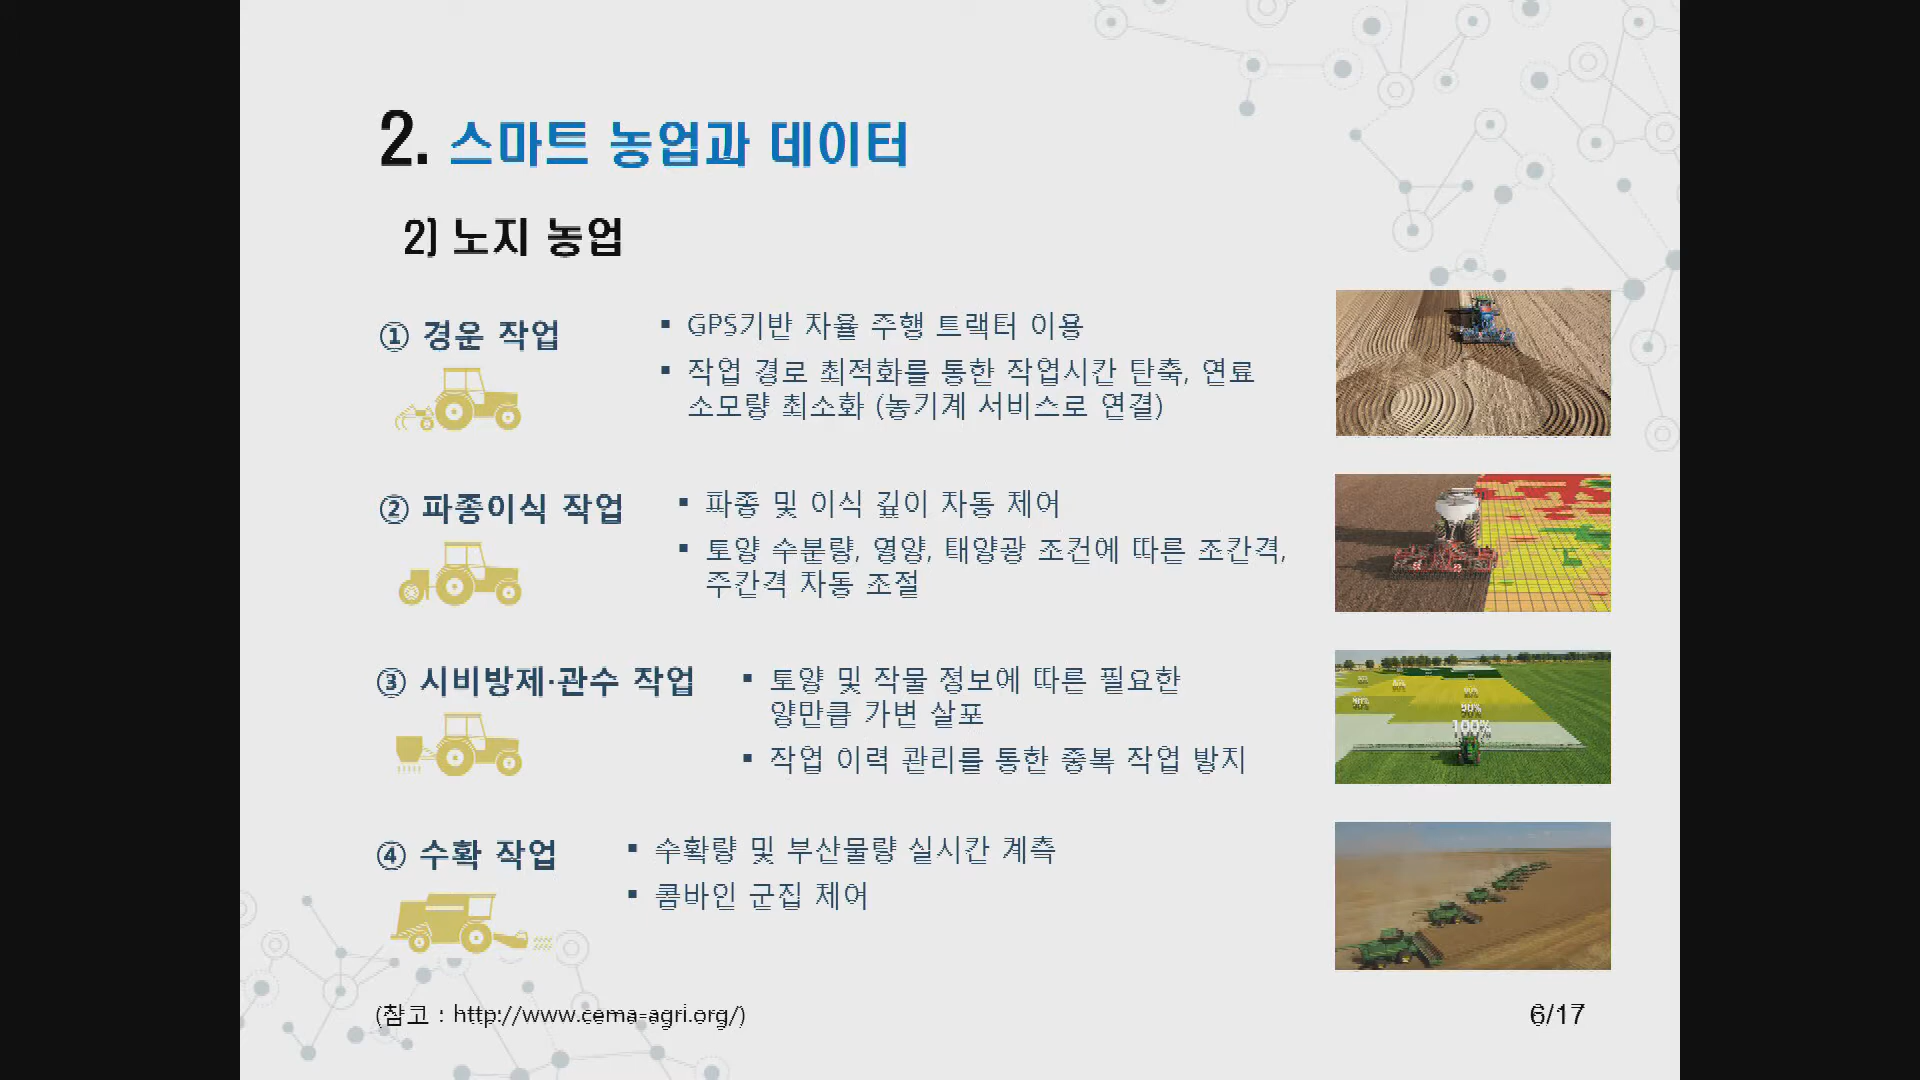 2. 스마트 농업과 데이터
2) 노지 농업
① 경운 작업
▪ GPS기반 자율 주행 트랙터 이용
▪ 작업 경로 최적화를 통한 작업시간 단축, 연료
소모량 최소화 (농기계 서비스로 연결)
② 파종이식 작업
▪ 파종 및 이식 깊이 자동 제어
▪ 토양 수분량, 영양, 태양광 조건에 따른 조간격,
주간격 자동 조절
③ 시비방제·관수 작업
▪ 토양 및 작물 정보에 따른 필요한
양만큼 가변 살포
▪ 작업 이력 관리를 통한 중복 작업 방지
90%
100%
④ 수확 작업
▪ 수확량 및 부산물량 실시간 계측
▪ 콤바인 군집 제어
(참고 : http://www.cema-agri.org/)
6/17